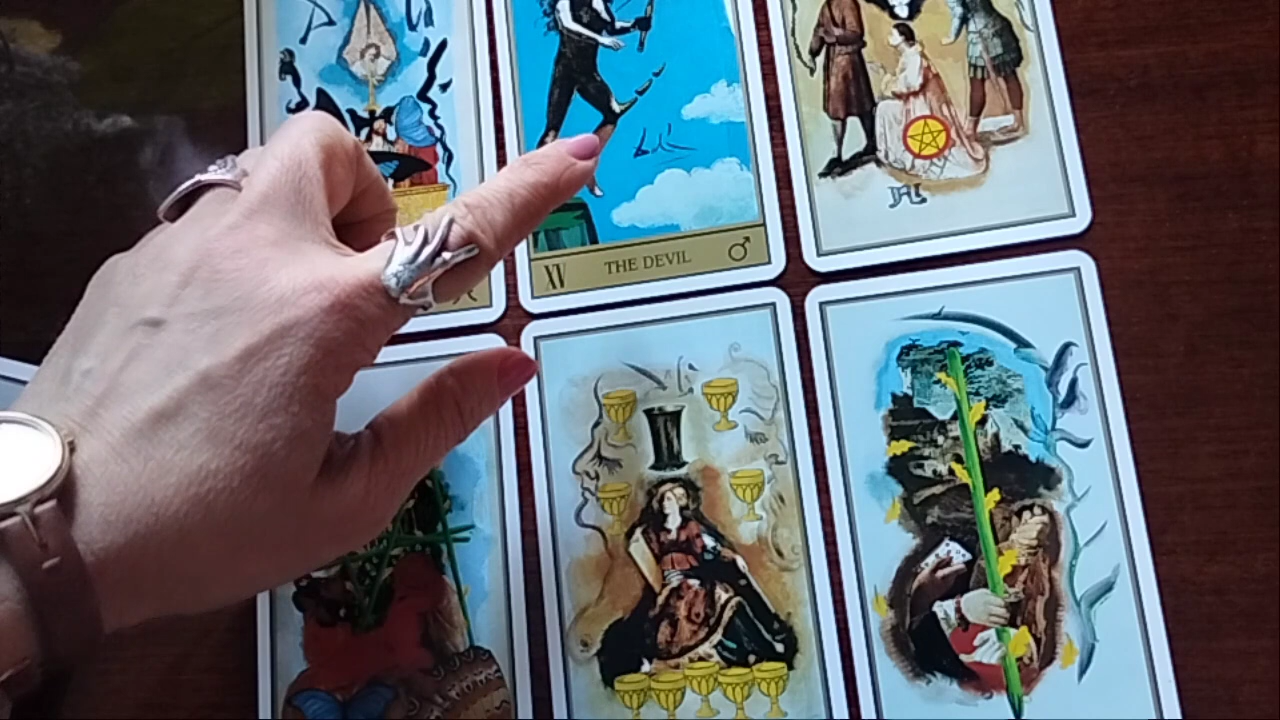 XV THE DEVIL ♂